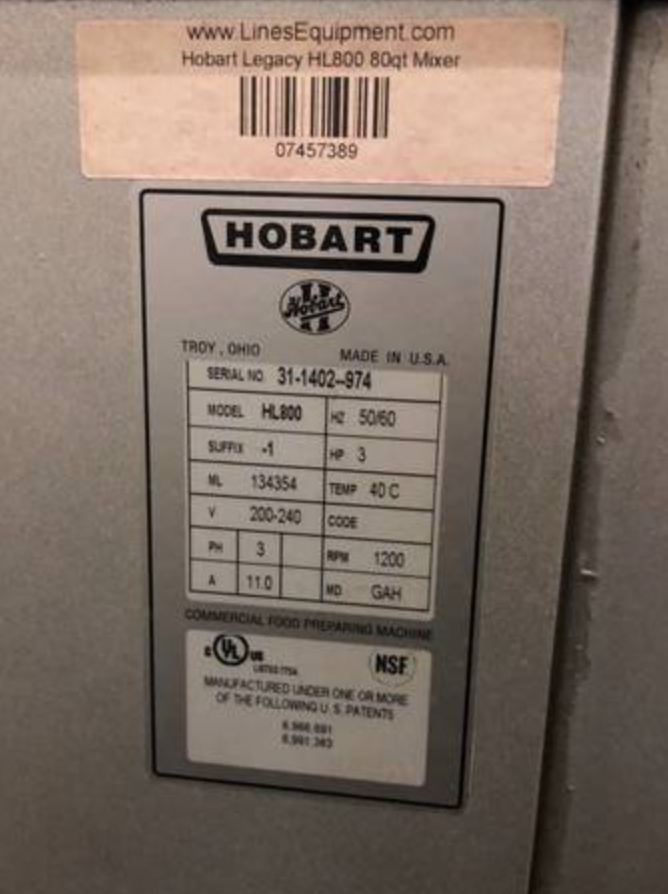 www.LinesEquipment.com
Hobart Legacy HL800 80qt Mixer
07457389
HOBART
Hobart
TROY, OHIO MADE IN U.S.A.
SERIAL NO. 31-1402-974
MODEL HL800 HZ 50/60
SUFFIX -1 HP 3
ML 134354 TEMP 40 C
V 200-240 CODE
PH 3 RPM 1200
A 11.0 MD GAH
COMMERCIAL FOOD PREPARING MACHINE
C UL US NSF
LISTED
MANUFACTURED UNDER ONE OR MORE
OF THE FOLLOWING U. S. PATENTS